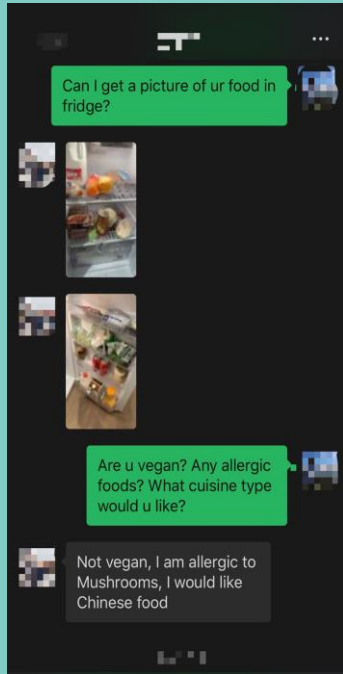 Can I get a picture of ur food in
fridge?
Are u vegan? Any allergic
foods? What cuisine type
would u like?
Not vegan, I am allergic to
Mushrooms, I would like
Chinese food